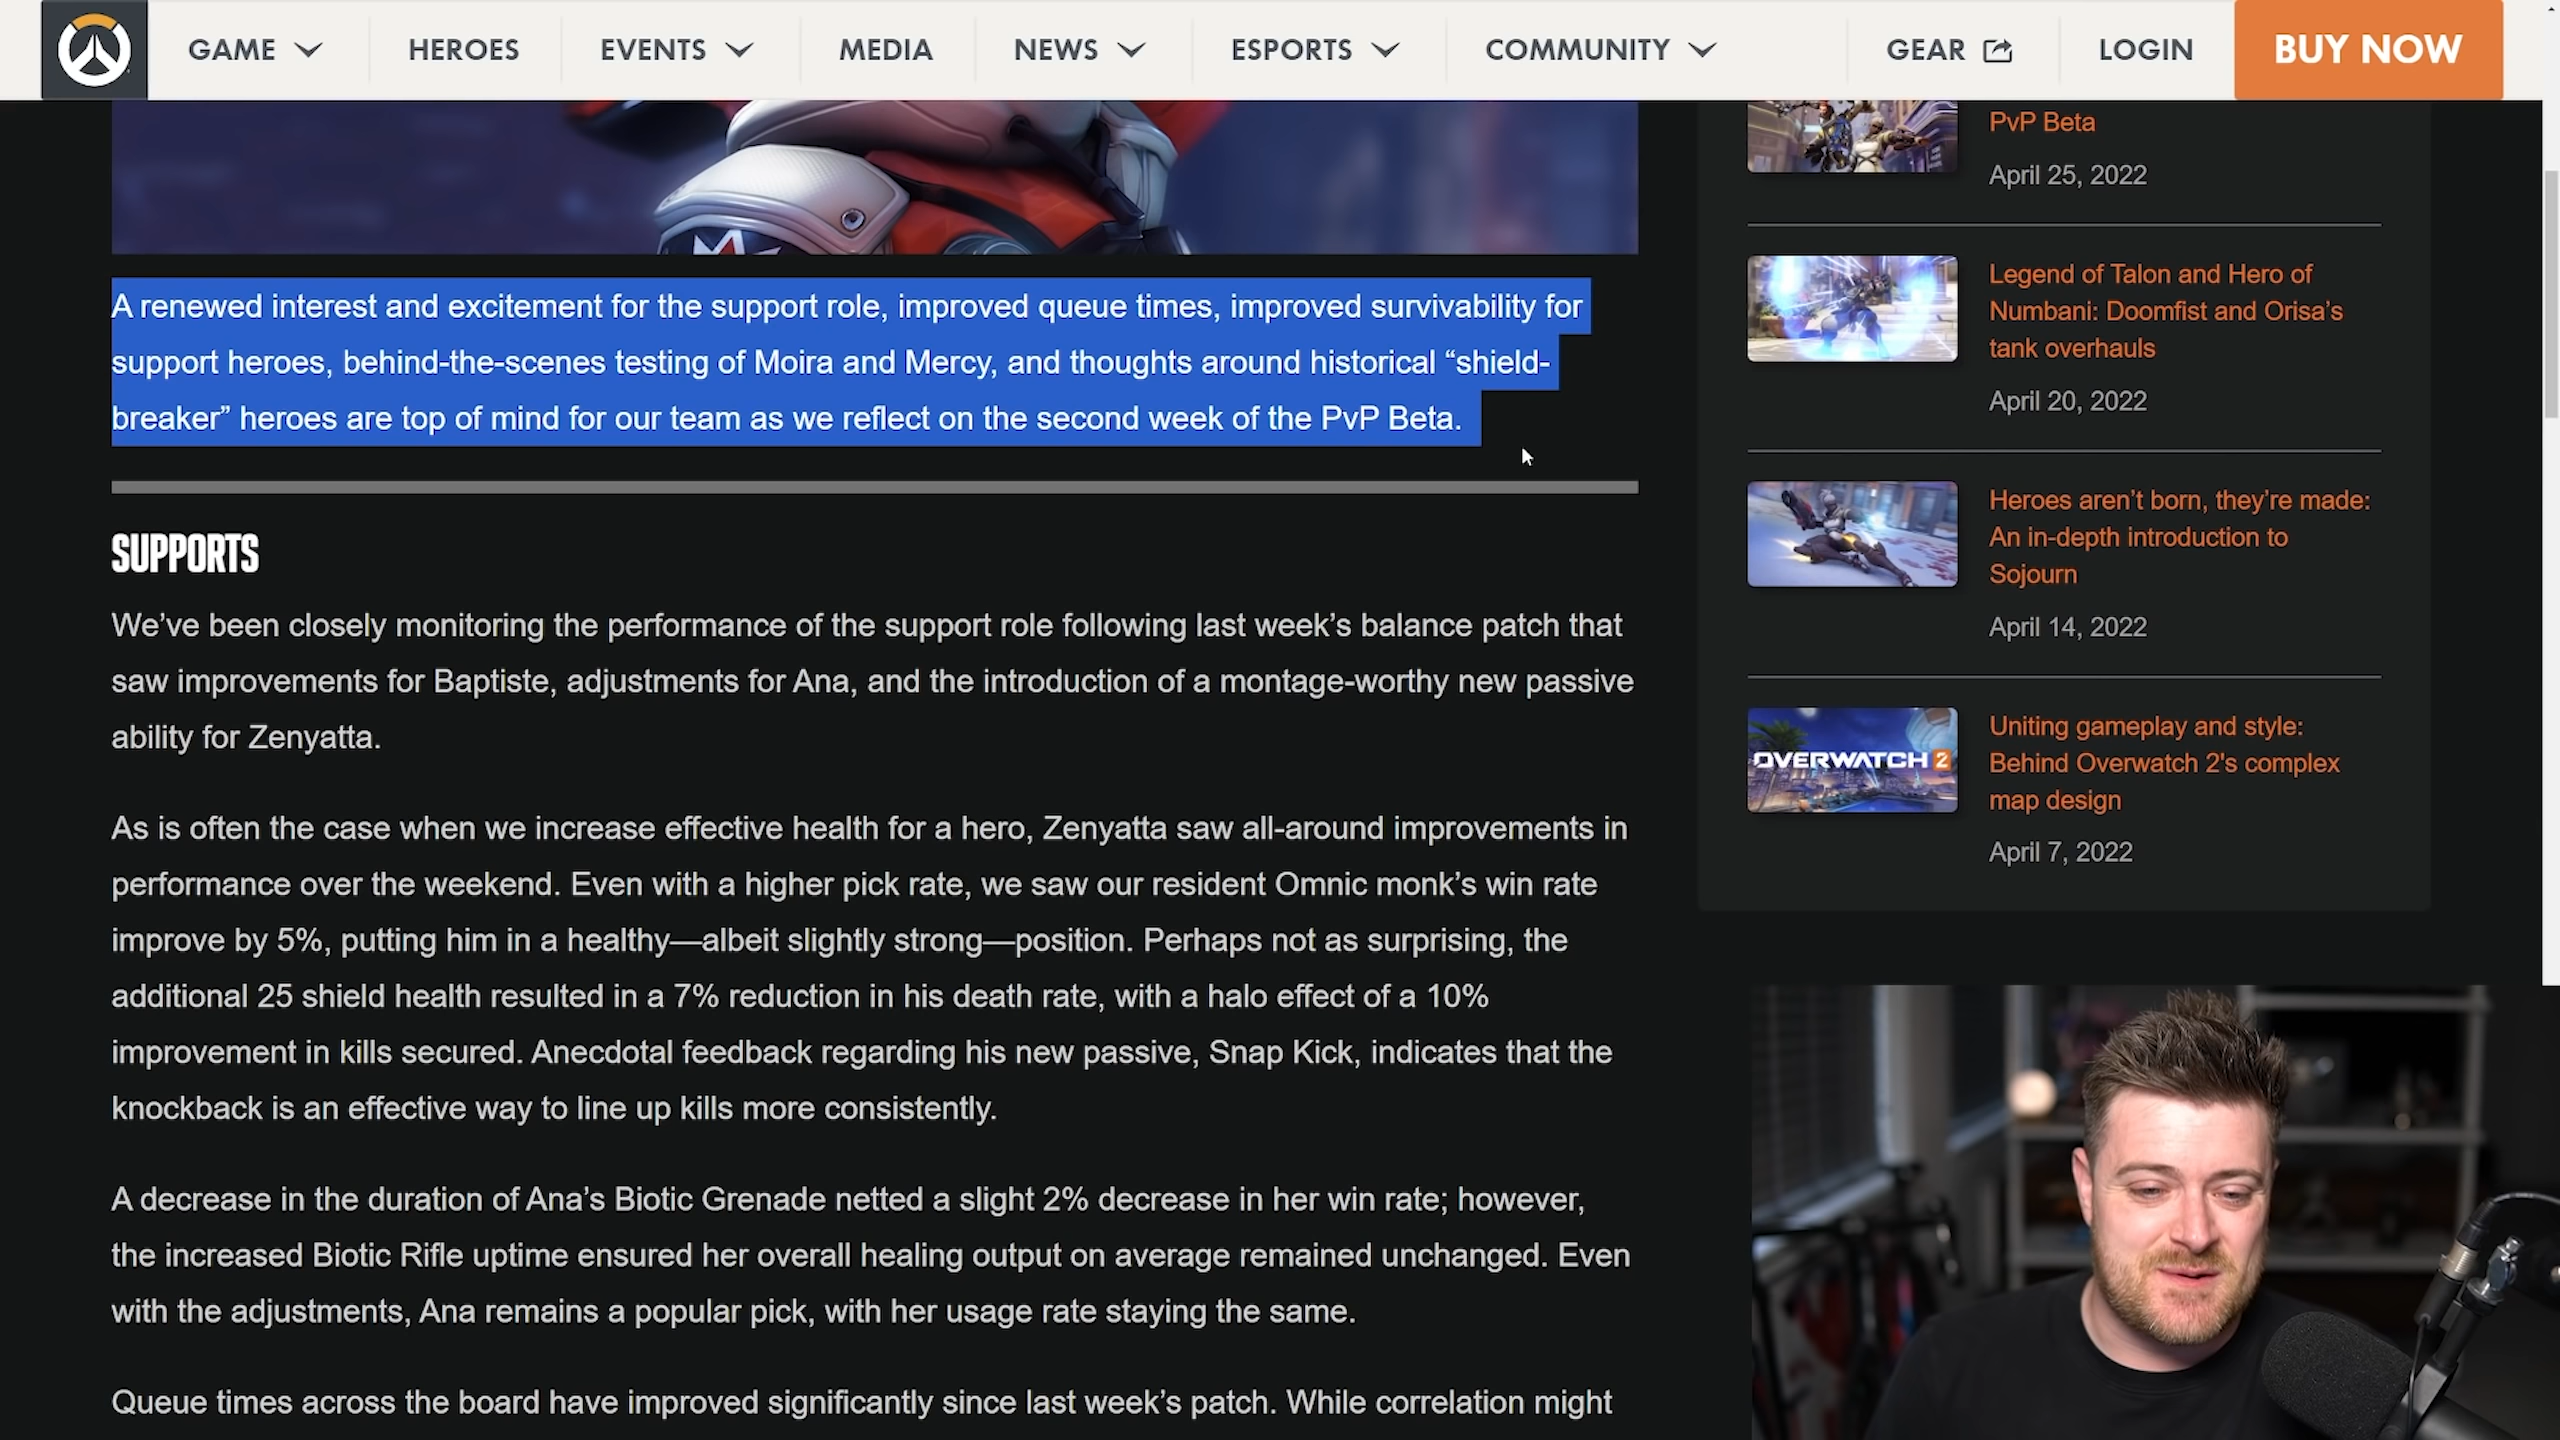 GAME
HEROES
EVENTS
MEDIA
NEWS
ESPORTS
COMMUNITY
GEAR
LOGIN
BUY NOW
A renewed interest and excitement for the support role, improved queue times, improved survivability for
support heroes, behind-the-scenes testing of Moira and Mercy, and thoughts around historical “shield-
breaker” heroes are top of mind for our team as we reflect on the second week of the PvP Beta.
SUPPORTS
We’ve been closely monitoring the performance of the support role following last week’s balance patch that
saw improvements for Baptiste, adjustments for Ana, and the introduction of a montage-worthy new passive
ability for Zenyatta.
As is often the case when we increase effective health for a hero, Zenyatta saw all-around improvements in
performance over the weekend. Even with a higher pick rate, we saw our resident Omnic monk’s win rate
improve by 5%, putting him in a healthy—albeit slightly strong—position. Perhaps not as surprising, the
additional 25 shield health resulted in a 7% reduction in his death rate, with a halo effect of a 10%
improvement in kills secured. Anecdotal feedback regarding his new passive, Snap Kick, indicates that the
knockback is an effective way to line up kills more consistently.
A decrease in the duration of Ana’s Biotic Grenade netted a slight 2% decrease in her win rate; however,
the increased Biotic Rifle uptime ensured her overall healing output on average remained unchanged. Even
with the adjustments, Ana remains a popular pick, with her usage rate staying the same.
Queue times across the board have improved significantly since last week’s patch. While correlation might
PvP Beta
April 25, 2022
Legend of Talon and Hero of
Numbani: Doomfist and Orisa’s
tank overhauls
April 20, 2022
Heroes aren’t born, they’re made:
An in-depth introduction to
Sojourn
April 14, 2022
OVERWATCH 2
Uniting gameplay and style:
Behind Overwatch 2's complex
map design
April 7, 2022